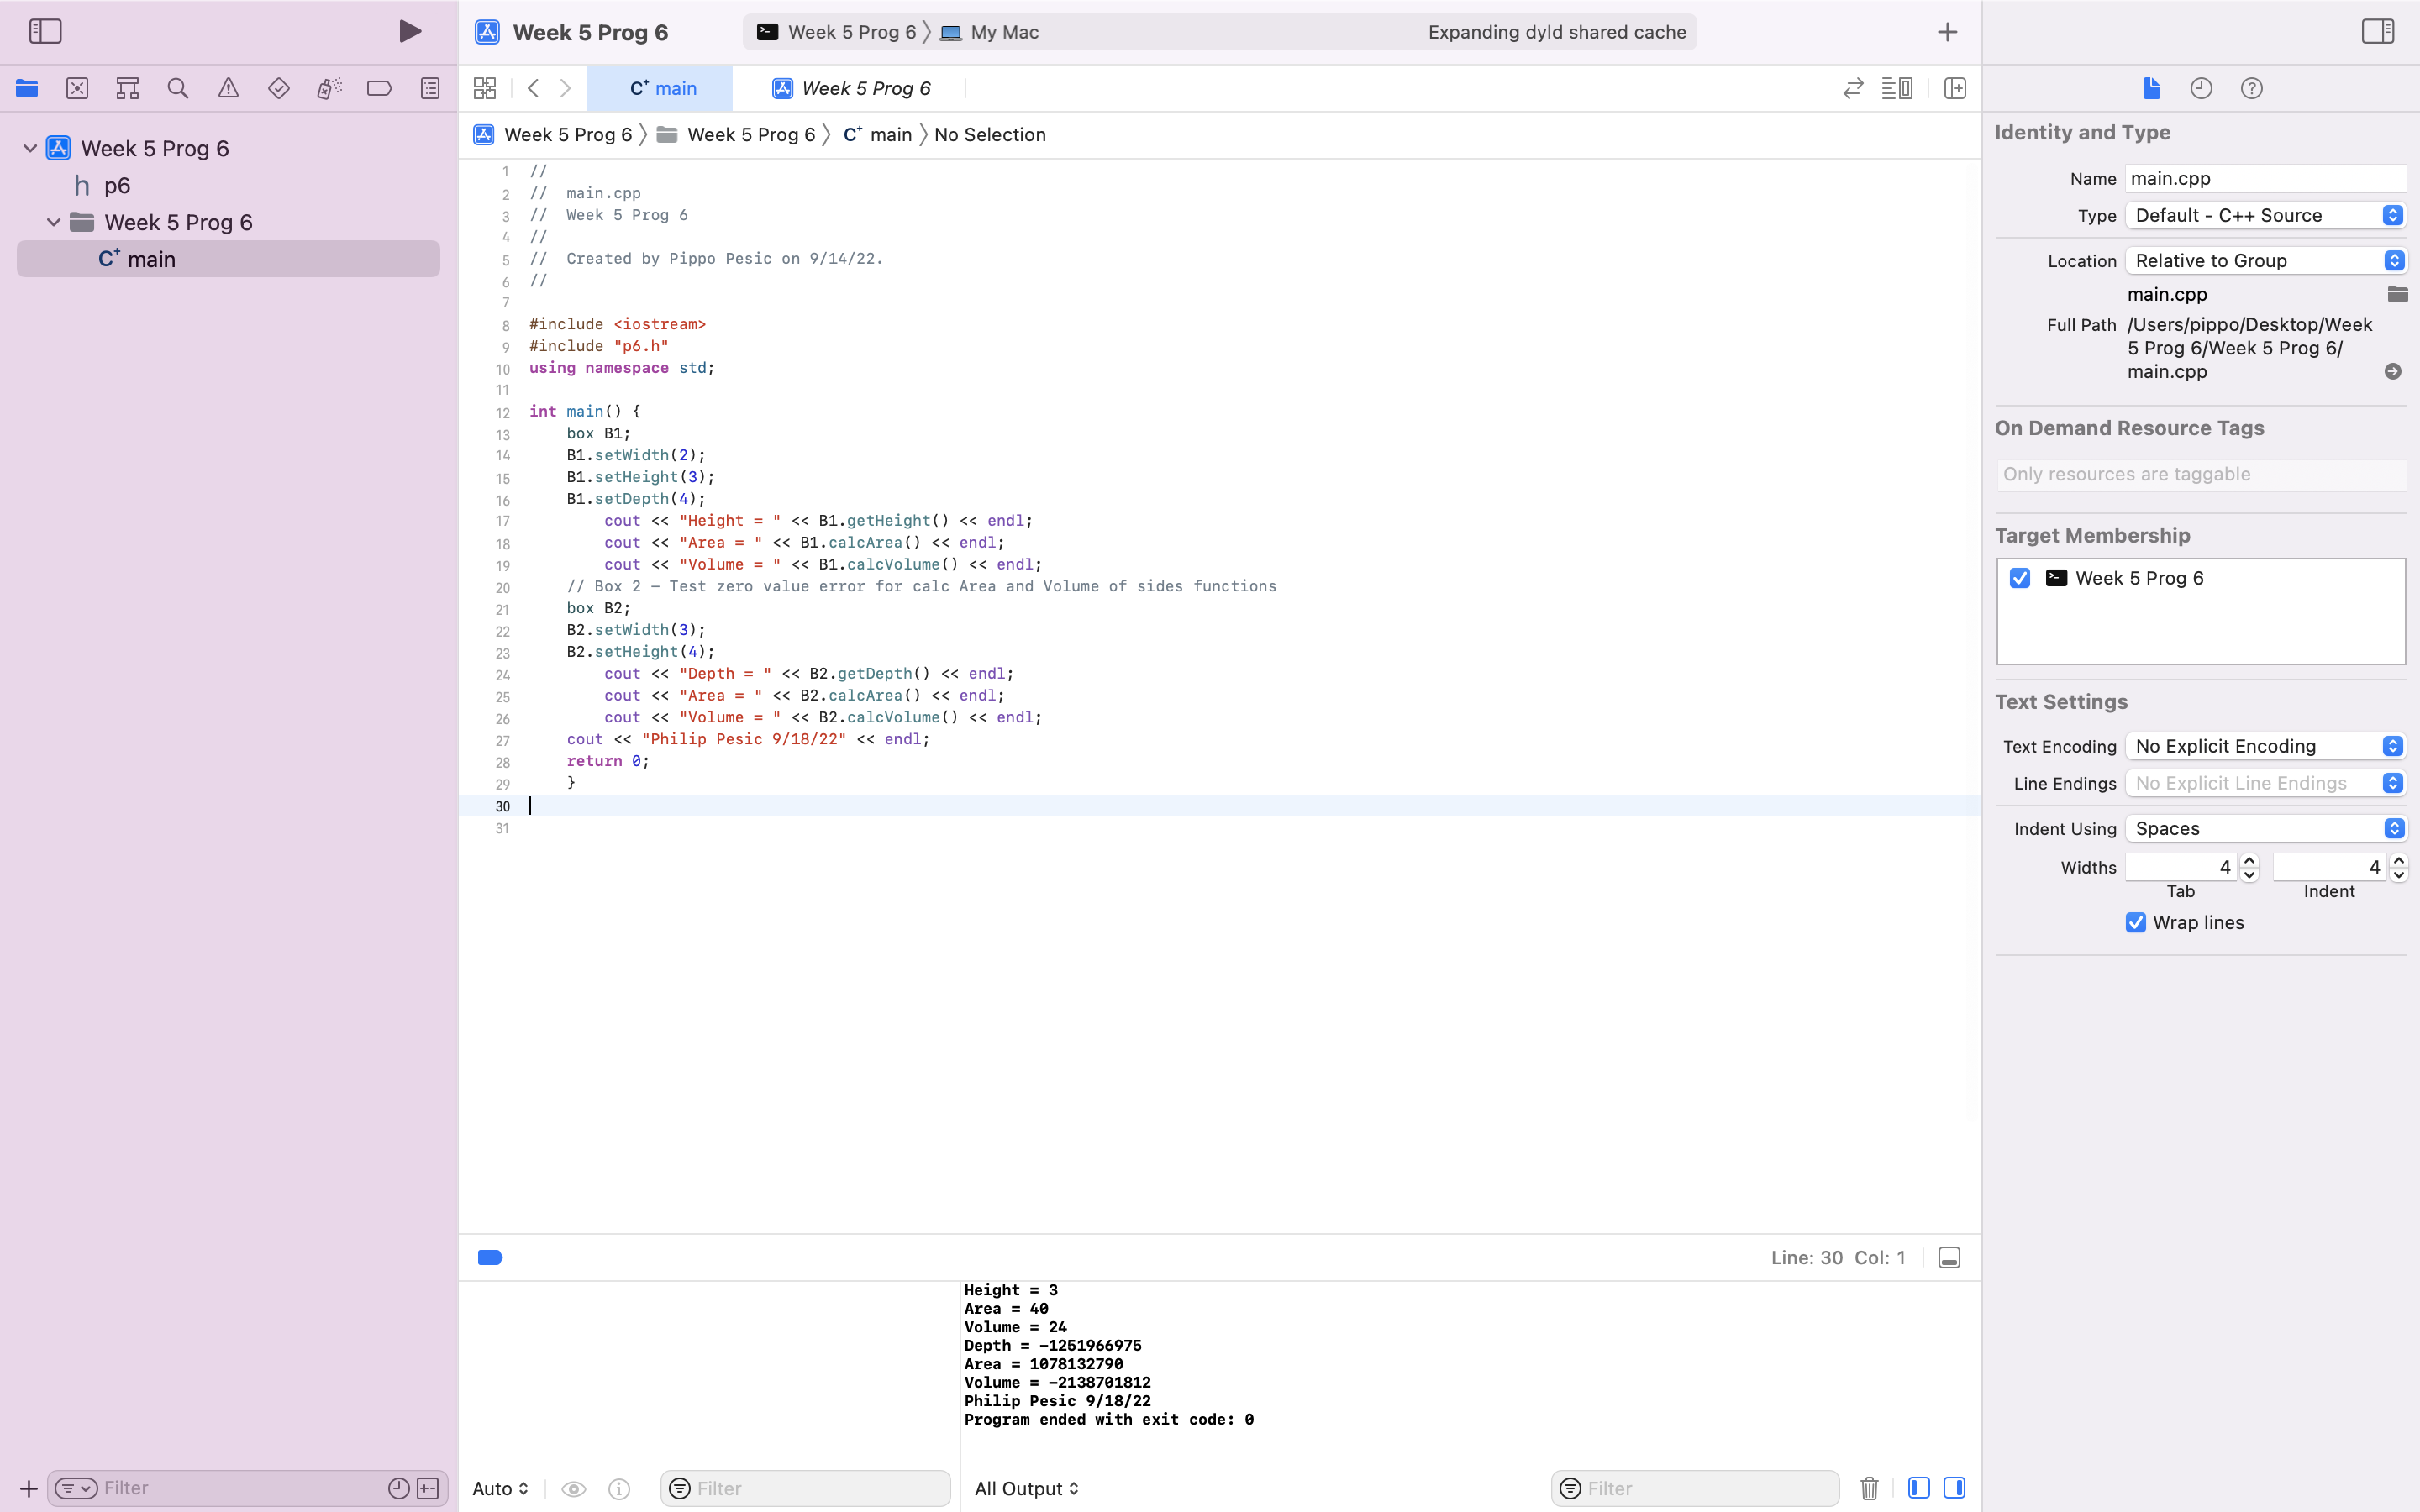 Week 5 Prog 6
Week 5 Prog 6 My Mac
Expanding dyld shared cache
main
Week 5 Prog 6
Week 5 Prog 6
p6
Week 5 Prog 6
main
Week 5 Prog 6 Week 5 Prog 6 main No Selection
1 //
2 // main.cpp
3 // Week 5 Prog 6
4 //
5 // Created by Pippo Pesic on 9/14/22.
6 //
7
8 #include <iostream>
9 #include "p6.h"
10 using namespace std;
11
12 int main() {
13 box B1;
14 B1.setWidth(2);
15 B1.setHeight(3);
16 B1.setDepth(4);
17 cout << "Height = " << B1.getHeight() << endl;
18 cout << "Area = " << B1.calcArea() << endl;
19 cout << "Volume = " << B1.calcVolume() << endl;
20 // Box 2 - Test zero value error for calc Area and Volume of sides functions
21 box B2;
22 B2.setWidth(3);
23 B2.setHeight(4);
24 cout << "Depth = " << B2.getDepth() << endl;
25 cout << "Area = " << B2.calcArea() << endl;
26 cout << "Volume = " << B2.calcVolume() << endl;
27 cout << "Philip Pesic 9/18/22" << endl;
28 return 0;
29 }
30
31
Line: 30 Col: 1
Height = 3
Area = 40
Volume = 24
Depth = -1251966975
Area = 1078132790
Volume = -2138701812
Philip Pesic 9/18/22
Program ended with exit code: 0
Filter
Auto
Filter
All Output
Filter
Identity and Type
Name main.cpp
Type Default - C++ Source
Location Relative to Group
main.cpp
Full Path /Users/pippo/Desktop/Week
5 Prog 6/Week 5 Prog 6/
main.cpp
On Demand Resource Tags
Only resources are taggable
Target Membership
Week 5 Prog 6
Text Settings
Text Encoding No Explicit Encoding
Line Endings No Explicit Line Endings
Indent Using Spaces
Widths 4 4
Tab Indent
Wrap lines